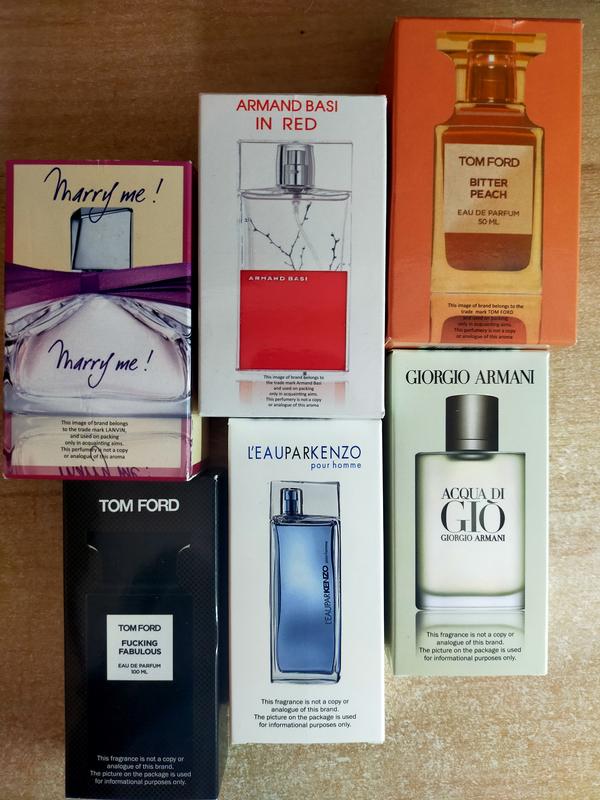 Marry me !
Marry me !
This image of brand belongs
to the trade mark LANVIN,
and used on packing
only in acquainting aims.
This perfumery is not a copy
or analogue of this aroma
ARMAND BASI
IN RED
ARMAND BASI
This image of brand belongs to
the trade mark Armand Basi
and used on packing
only in acquainting aims.
This perfumery is not a copy
or analogue of this aroma
TOM FORD
BITTER
PEACH
EAU DE PARFUM
50 ML
This image of brand belongs to the
trade mark TOM FORD
and used on packing
only in acquainting aims.
This perfumery is not a copy
or analogue of this aroma
TOM FORD
TOM FORD
FUCKING
FABULOUS
EAU DE PARFUM
100 ML
This fragrance is not a copy or
analogue of this brand.
The picture on the package is used
for informational purposes only.
L'EAUPARKENZO
pour homme
L'EAUPARKENZO pour homme
This fragrance is not a copy or
analogue of this brand.
The picture on the package is used
for informational purposes only.
GIORGIO ARMANI
ACQUA DI
GIÒ
GIORGIO ARMANI
This fragrance is not a copy or
analogue of this brand.
The picture on the package is used
for informational purposes only.